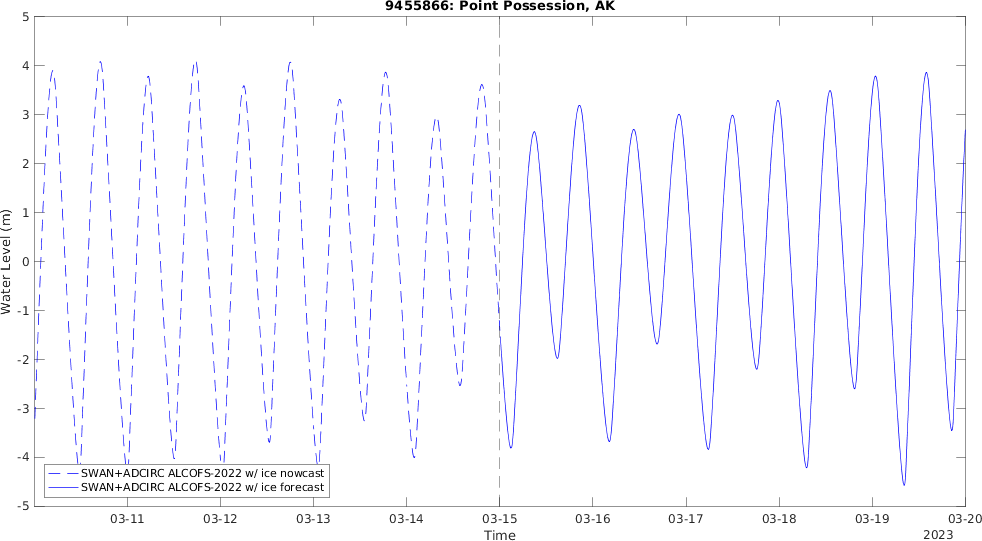 9455866: Point Possession, AK
5
4
3
2
1
0
-1
-2
-3
-4
-5
Water Level (m)
SWAN+ADCIRC ALCOFS-2022 w/ ice nowcast
SWAN+ADCIRC ALCOFS-2022 w/ ice forecast
03-11 03-12 03-13 03-14 03-15 03-16 03-17 03-18 03-19 03-20
Time
2023